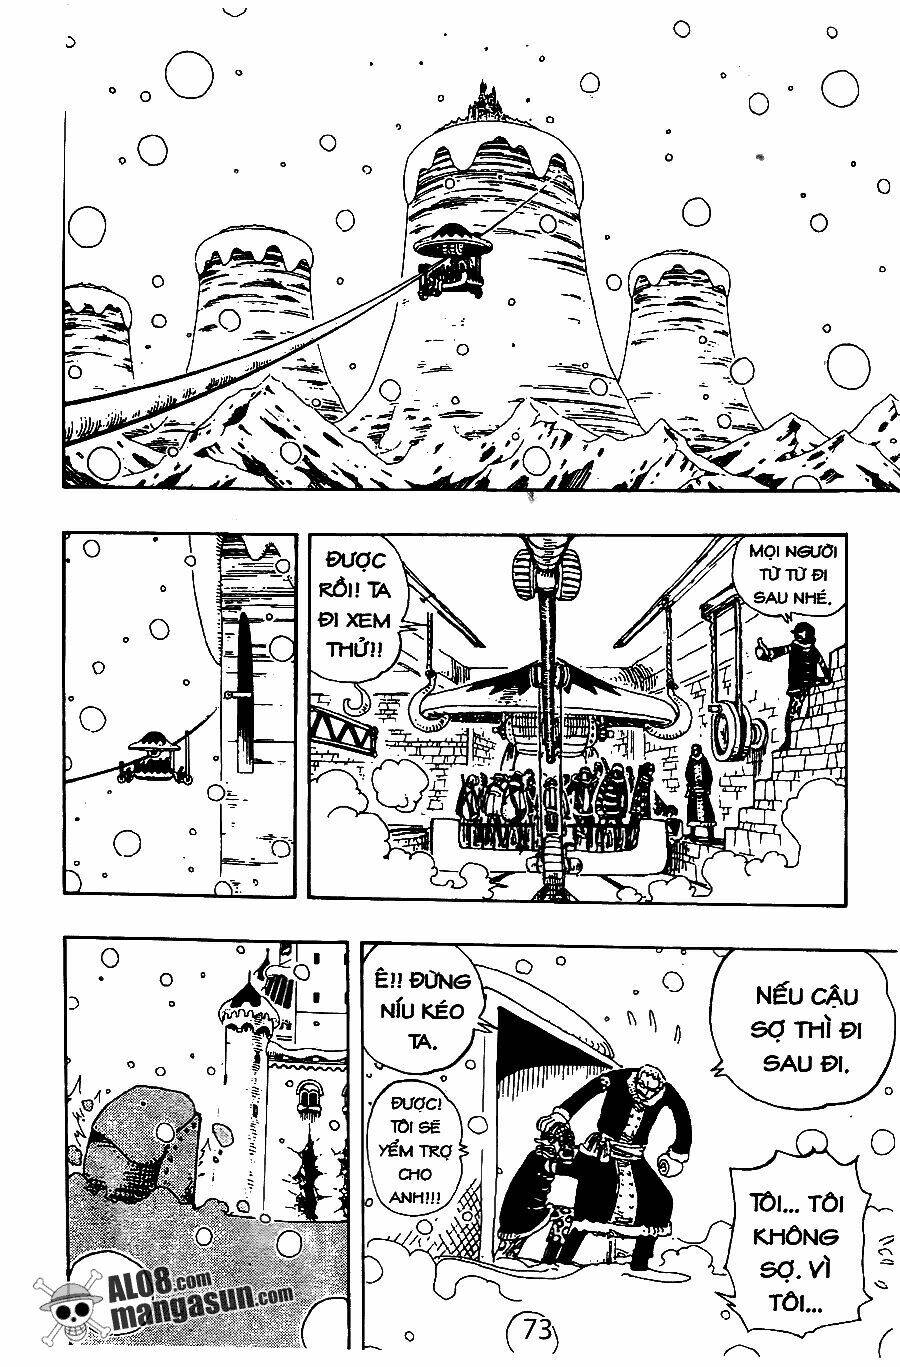 MỌI NGƯỜI
TỪ TỪ ĐI
SAU NHÉ.
ĐƯỢC
RỒI!! TA
ĐI XEM
THỬ!!
NẾU CẬU
SỢ THÌ ĐI
SAU ĐI.
TÔI... TÔI
KHÔNG
SỢ. VÌ
TÔI...
Ê!! ĐỪNG
NÍU KÉO
TA.
ĐƯỢC!
TÔI SẼ
YỂM TRỢ
CHO
ANH!!!
AL08.com
mangasun.com
73